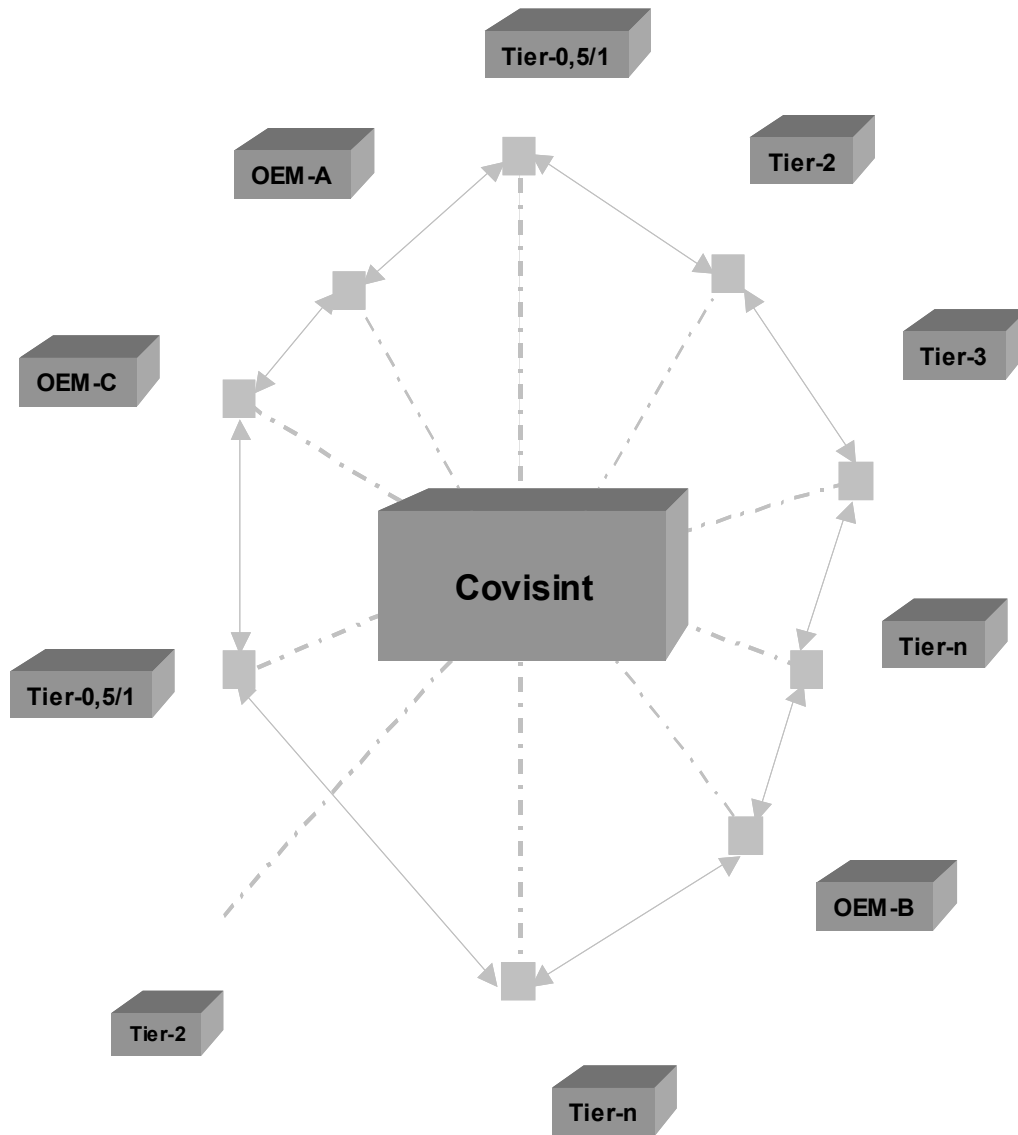 Tier-0,5/1
Tier-2
OEM-A
Tier-3
OEM-C
Covisint
Tier-n
Tier-0,5/1
OEM-B
Tier-2
Tier-n